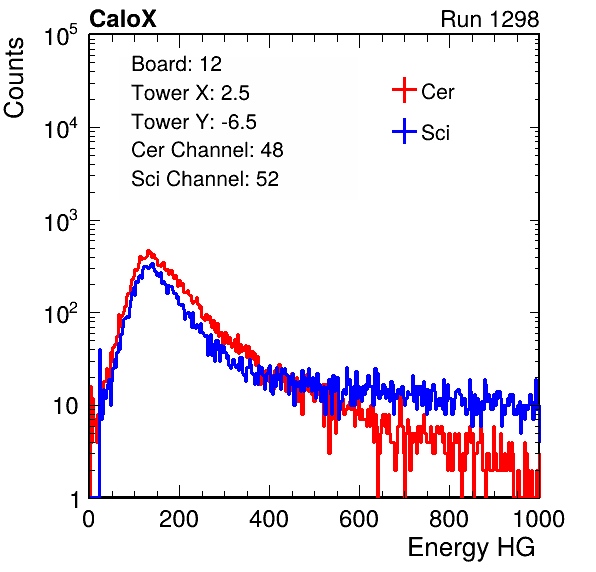 CaloX
Run 1298
Counts
10^5
10^4
10^3
10^2
10
1
Board: 12
Tower X: 2.5
Tower Y: -6.5
Cer Channel: 48
Sci Channel: 52
Cer
Sci
0 200 400 600 800 1000
Energy HG